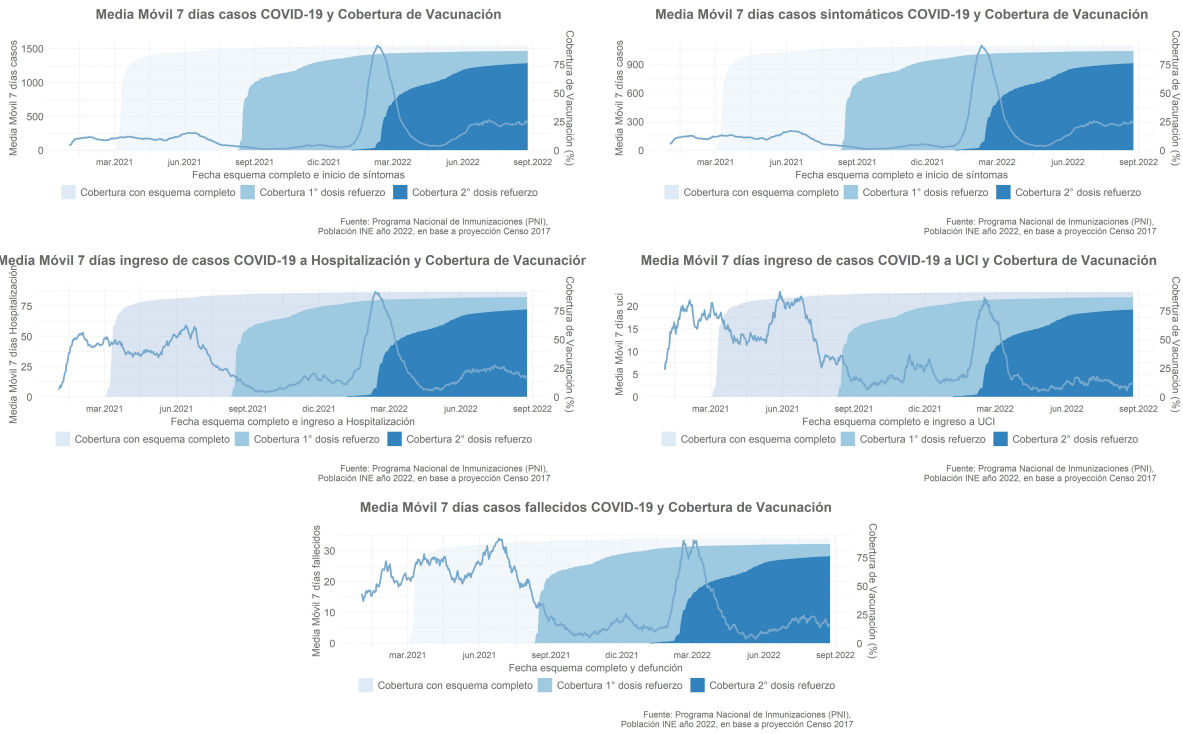 Media Móvil 7 días casos COVID-19 y Cobertura de Vacunación
Media Móvil 7 días casos
1500
1000
500
0
Cobertura de Vacunación (%)
75
50
25
0
mar.2021 jun.2021 sept.2021 dic.2021 mar.2022 jun.2022 sept.2022
Fecha esquema completo e inicio de síntomas
Cobertura con esquema completo Cobertura 1° dosis refuerzo Cobertura 2° dosis refuerzo
Fuente: Programa Nacional de Inmunizaciones (PNI),
Población INE año 2022, en base a proyección Censo 2017
Media Móvil 7 días casos sintomáticos COVID-19 y Cobertura de Vacunación
Media Móvil 7 días casos
900
600
300
0
Cobertura de Vacunación (%)
75
50
25
0
mar.2021 jun.2021 sept.2021 dic.2021 mar.2022 jun.2022 sept.2022
Fecha esquema completo e inicio de síntomas
Cobertura con esquema completo Cobertura 1° dosis refuerzo Cobertura 2° dosis refuerzo
Fuente: Programa Nacional de Inmunizaciones (PNI),
Población INE año 2022, en base a proyección Censo 2017
Media Móvil 7 días ingreso de casos COVID-19 a Hospitalización y Cobertura de Vacunación
Media Móvil 7 días Hospitalización
75
50
25
0
Cobertura de Vacunación (%)
75
50
25
0
mar.2021 jun.2021 sept.2021 dic.2021 mar.2022 jun.2022 sept.2022
Fecha esquema completo e ingreso a Hospitalización
Cobertura con esquema completo Cobertura 1° dosis refuerzo Cobertura 2° dosis refuerzo
Fuente: Programa Nacional de Inmunizaciones (PNI),
Población INE año 2022, en base a proyección Censo 2017
Media Móvil 7 días ingreso de casos COVID-19 a UCI y Cobertura de Vacunación
Media Móvil 7 días uci
20
15
10
5
0
Cobertura de Vacunación (%)
75
50
25
0
mar.2021 jun.2021 sept.2021 dic.2021 mar.2022 jun.2022 sept.2022
Fecha esquema completo e ingreso a UCI
Cobertura con esquema completo Cobertura 1° dosis refuerzo Cobertura 2° dosis refuerzo
Fuente: Programa Nacional de Inmunizaciones (PNI),
Población INE año 2022, en base a proyección Censo 2017
Media Móvil 7 días casos fallecidos COVID-19 y Cobertura de Vacunación
Media Móvil 7 días fallecidos
30
20
10
0
Cobertura de Vacunación (%)
75
50
25
0
mar.2021 jun.2021 sept.2021 dic.2021 mar.2022 jun.2022 sept.2022
Fecha esquema completo y defunción
Cobertura con esquema completo Cobertura 1° dosis refuerzo Cobertura 2° dosis refuerzo
Fuente: Programa Nacional de Inmunizaciones (PNI),
Población INE año 2022, en base a proyección Censo 2017